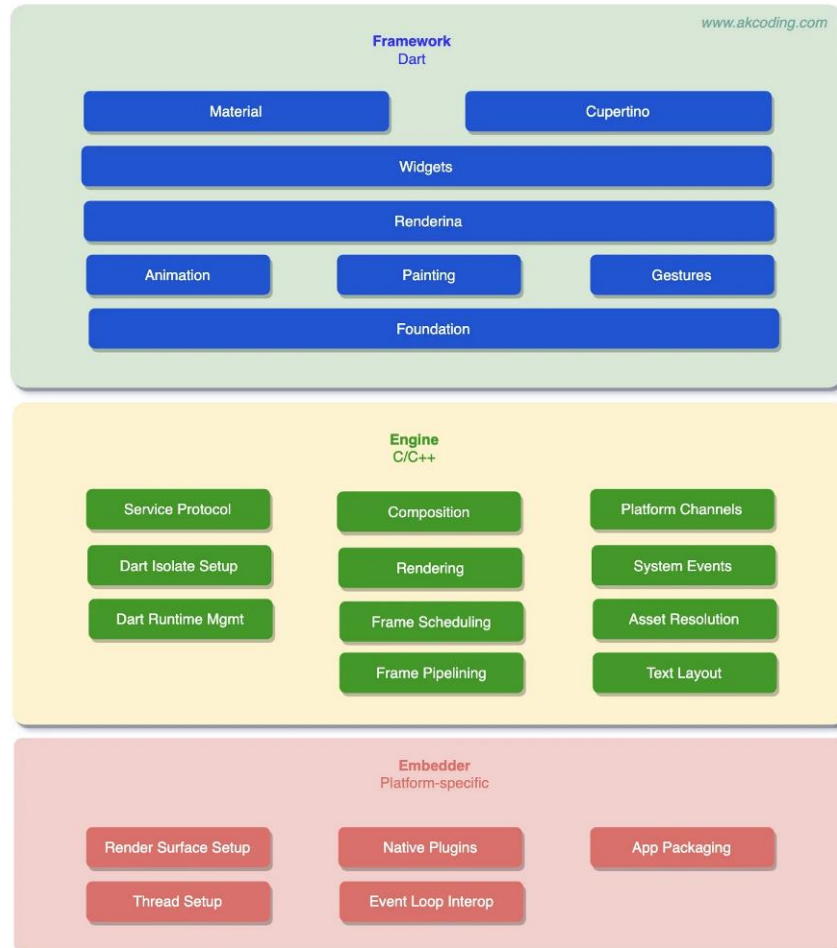 www.akcoding.com
Framework
Dart
Material
Cupertino
Widgets
Renderina
Animation
Painting
Gestures
Foundation
Engine
C/C++
Service Protocol
Composition
Platform Channels
Dart Isolate Setup
Rendering
System Events
Dart Runtime Mgmt
Frame Scheduling
Asset Resolution
Frame Pipelining
Text Layout
Embedder
Platform-specific
Render Surface Setup
Native Plugins
App Packaging
Thread Setup
Event Loop Interop